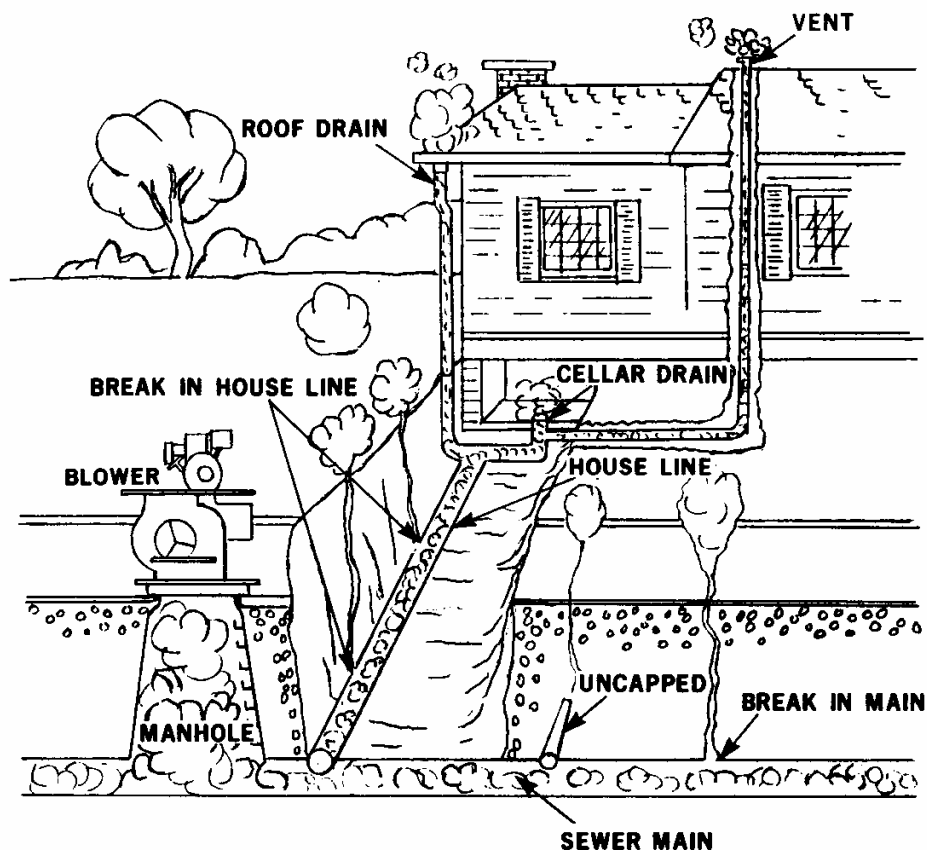 VENT
ROOF DRAIN
BREAK IN HOUSE LINE
CELLAR DRAIN
BLOWER
HOUSE LINE
UNCAPPED
BREAK IN MAIN
MANHOLE
SEWER MAIN